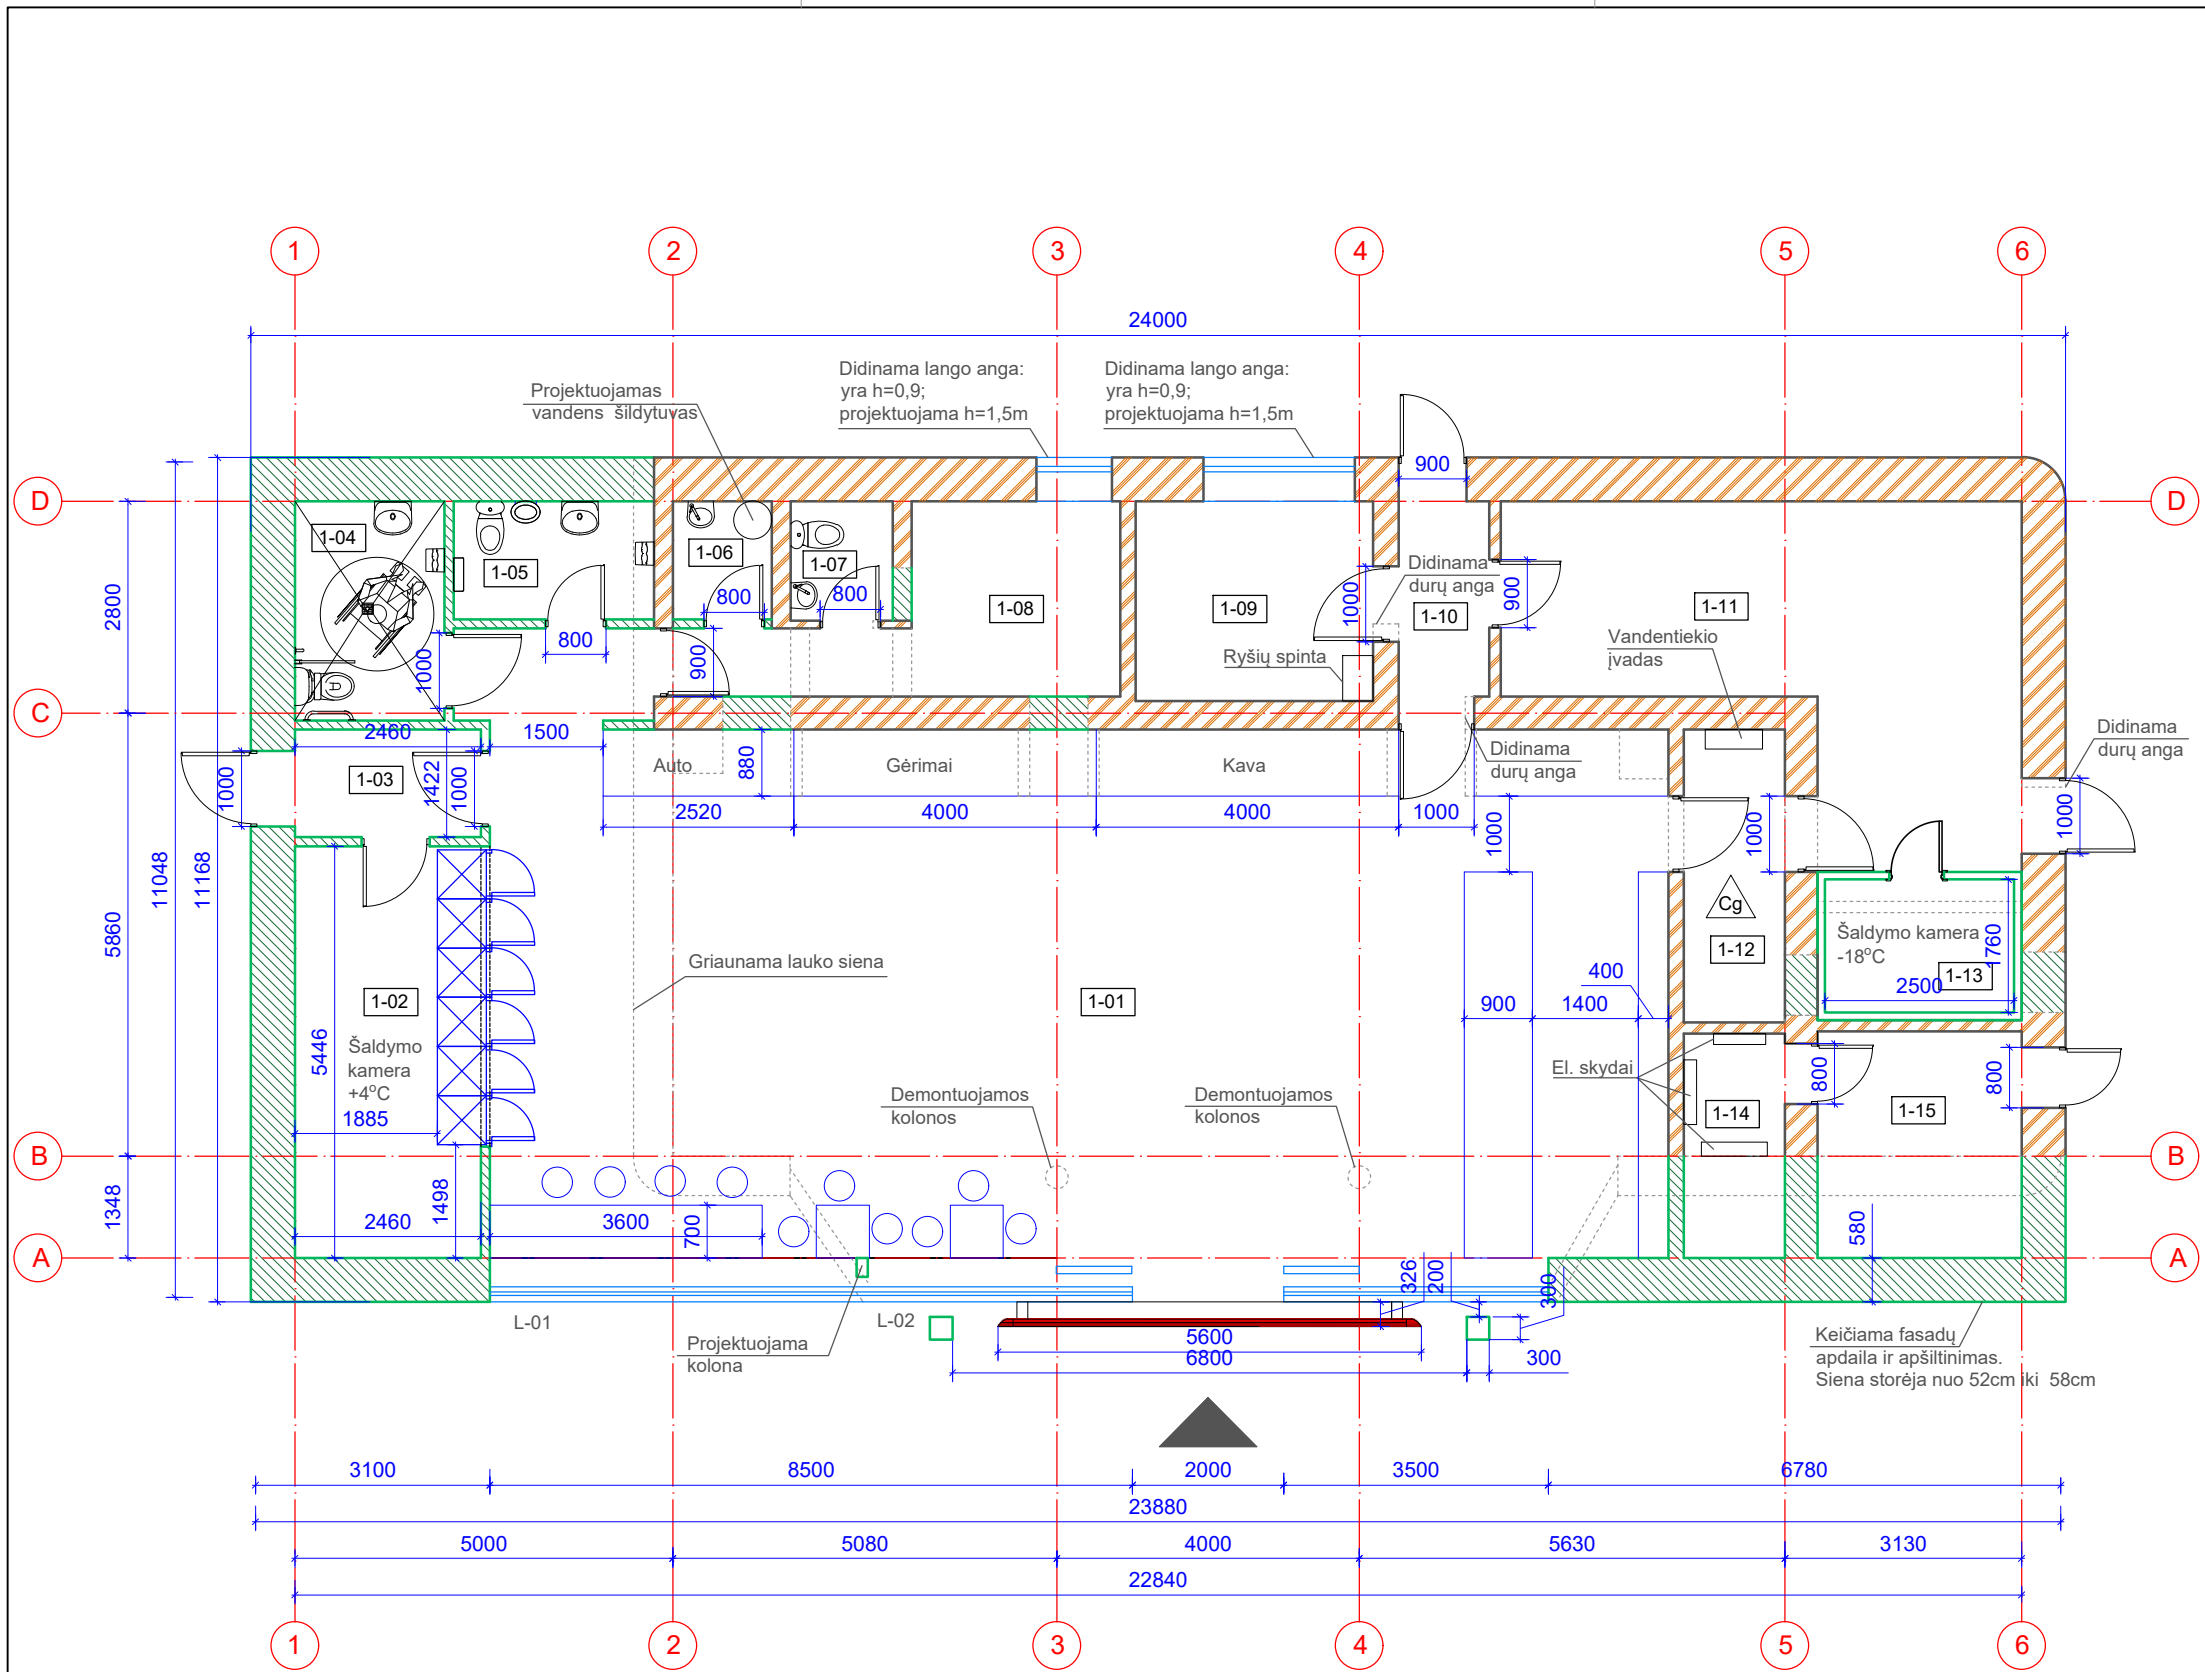 1
2
3
4
5
6
24000
Didinama lango anga:
yra h=0,9;
projektuojama h=1,5m
Didinama lango anga:
yra h=0,9;
projektuojama h=1,5m
Projektuojamas
vandens šildytuvas
900
D
D
1-04
1-05
1-06
1-07
1-08
1-09
1-10
1-11
Didinama
durų anga
800
800
800
900
1000
1000
900
2800
Vandentiekio
įvadas
Ryšių spinta
C
C
2460
1500
1-03
1422
1000
1000
Auto
880
Gėrimai
Kava
Didinama
durų anga
Didinama
durų anga
2520
4000
4000
1000
1000
1000
1000
11048
11168
5860
Griaunama lauko siena
Cg
1-12
Šaldymo kamera
-18°C
1760
1-13
2500
400
900
1400
1-02
1-01
Šaldymo
kamera
+4°C
5446
1885
El. skydai
800
800
1-14
1-15
Demontuojamos
kolonos
Demontuojamos
kolonos
B
B
1348
1498
2460
3600
700
580
A
A
326
200
300
L-01
L-02
Projektuojama
kolona
5600
6800
300
Keičiama fasadų
apdaila ir apšiltinimas.
Siena storėja nuo 52cm iki 58cm
3100
8500
2000
3500
6780
23880
5000
5080
4000
5630
3130
22840
1
2
3
4
5
6